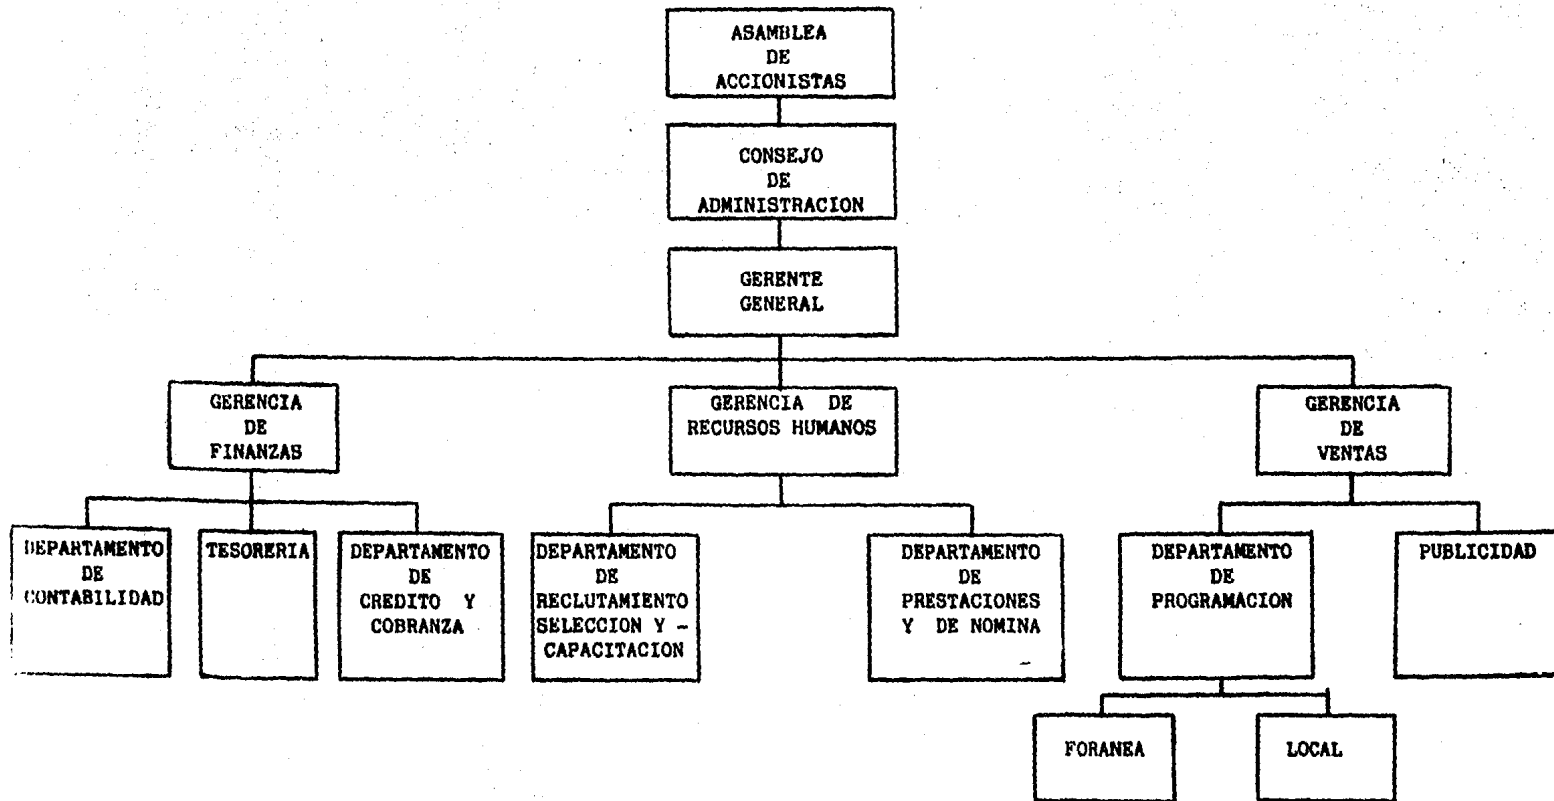 ASAMBLEA
DE
ACCIONISTAS
CONSEJO
DE
ADMINISTRACION
GERENTE
GENERAL
GERENCIA
DE
FINANZAS
GERENCIA DE
RECURSOS HUMANOS
GERENCIA
DE
VENTAS
DEPARTAMENTO
DE
CONTABILIDAD
TESORERIA
DEPARTAMENTO
DE
CREDITO Y
COBRANZA
DEPARTAMENTO
DE
RECLUTAMIENTO
SELECCION Y -
CAPACITACION
DEPARTAMENTO
DE
PRESTACIONES
Y DE NOMINA
DEPARTAMENTO
DE
PROGRAMACION
PUBLICIDAD
FORANEA
LOCAL